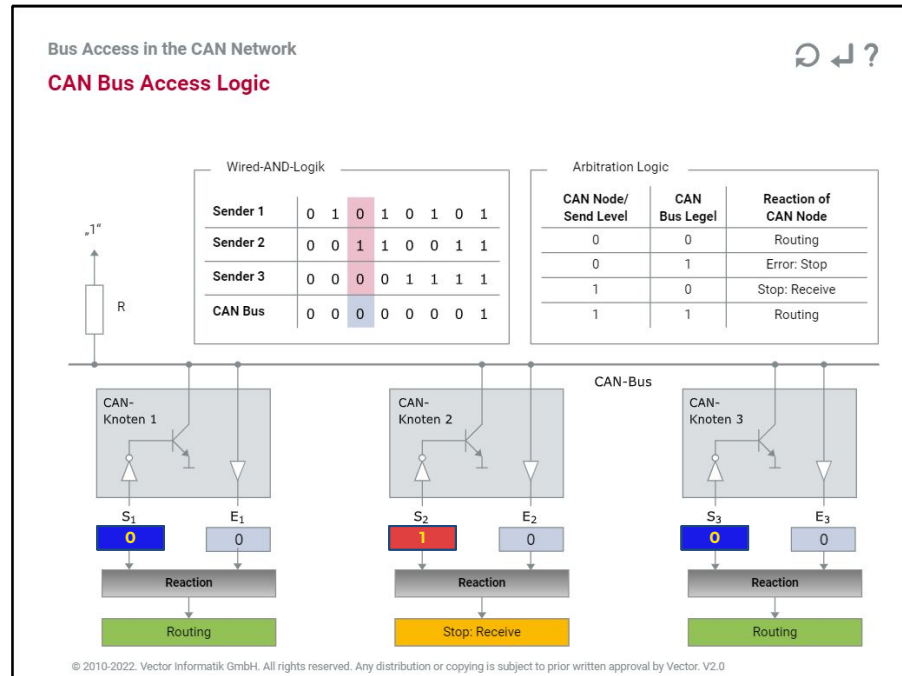 Bus Access in the CAN Network
?
CAN Bus Access Logic
Wired-AND-Logik
Sender 1 0 1 0 1 0 1 0 1
Sender 2 0 0 1 1 0 0 1 1
Sender 3 0 0 0 0 1 1 1 1
CAN Bus 0 0 0 0 0 0 0 1
Arbitration Logic
CAN Node/ CAN Reaction of
Send Level Bus Legel CAN Node
0 0 Routing
0 1 Error: Stop
1 0 Stop: Receive
1 1 Routing
„1“
R
CAN-Bus
CAN-
Knoten 1
CAN-
Knoten 2
CAN-
Knoten 3
S1 E1 S2 E2 S3 E3
0 0 1 0 0 0
Reaction Reaction Reaction
Routing Stop: Receive Routing
© 2010-2022. Vector Informatik GmbH. All rights reserved. Any distribution or copying is subject to prior written approval by Vector. V2.0